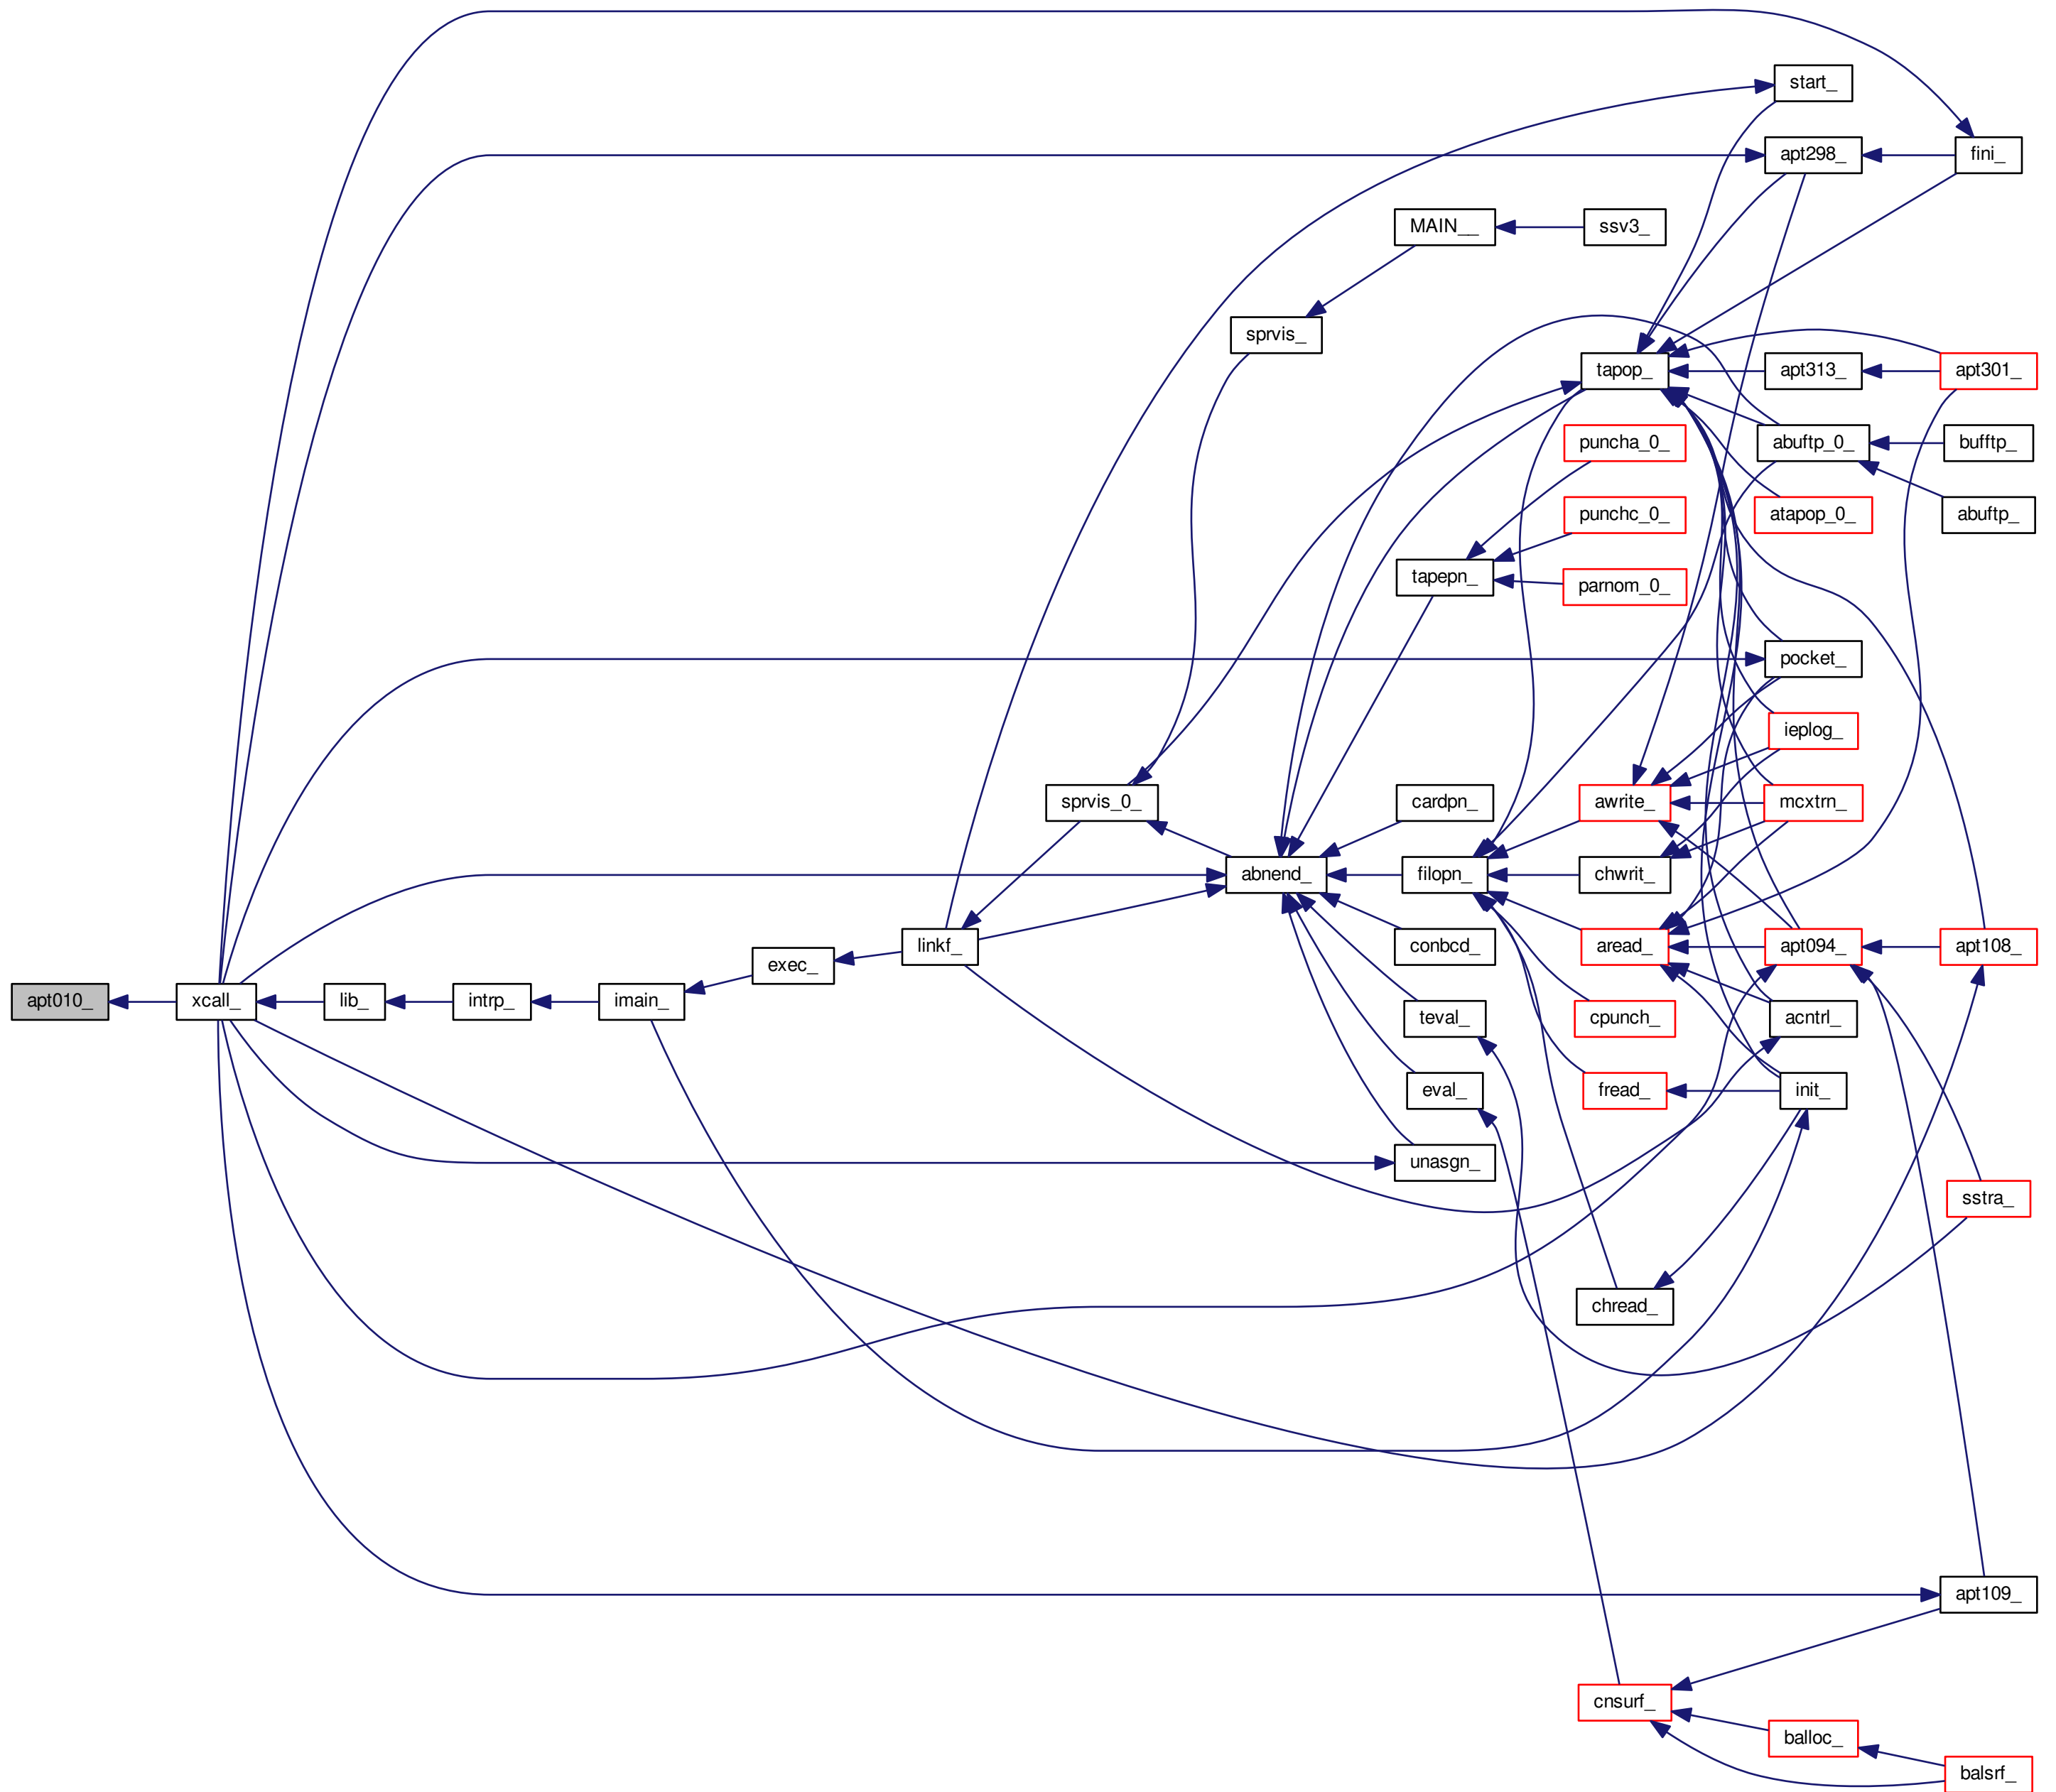 start_
apt298_
fini_
MAIN__
ssv3_
sprvis_
tapop_
apt313_
apt301_
puncha_0_
abuftp_0_
bufftp_
punchc_0_
atapop_0_
abuftp_
tapepn_
parnom_0_
pocket_
ieplog_
sprvis_0_
cardpn_
awrite_
mcxtrn_
abnend_
filopn_
chwrit_
linkf_
conbcd_
aread_
apt094_
apt108_
exec_
apt010_
xcall_
lib_
intrp_
imain_
teval_
cpunch_
acntrl_
eval_
fread_
init_
unasgn_
sstra_
chread_
apt109_
cnsurf_
balloc_
balsrf_